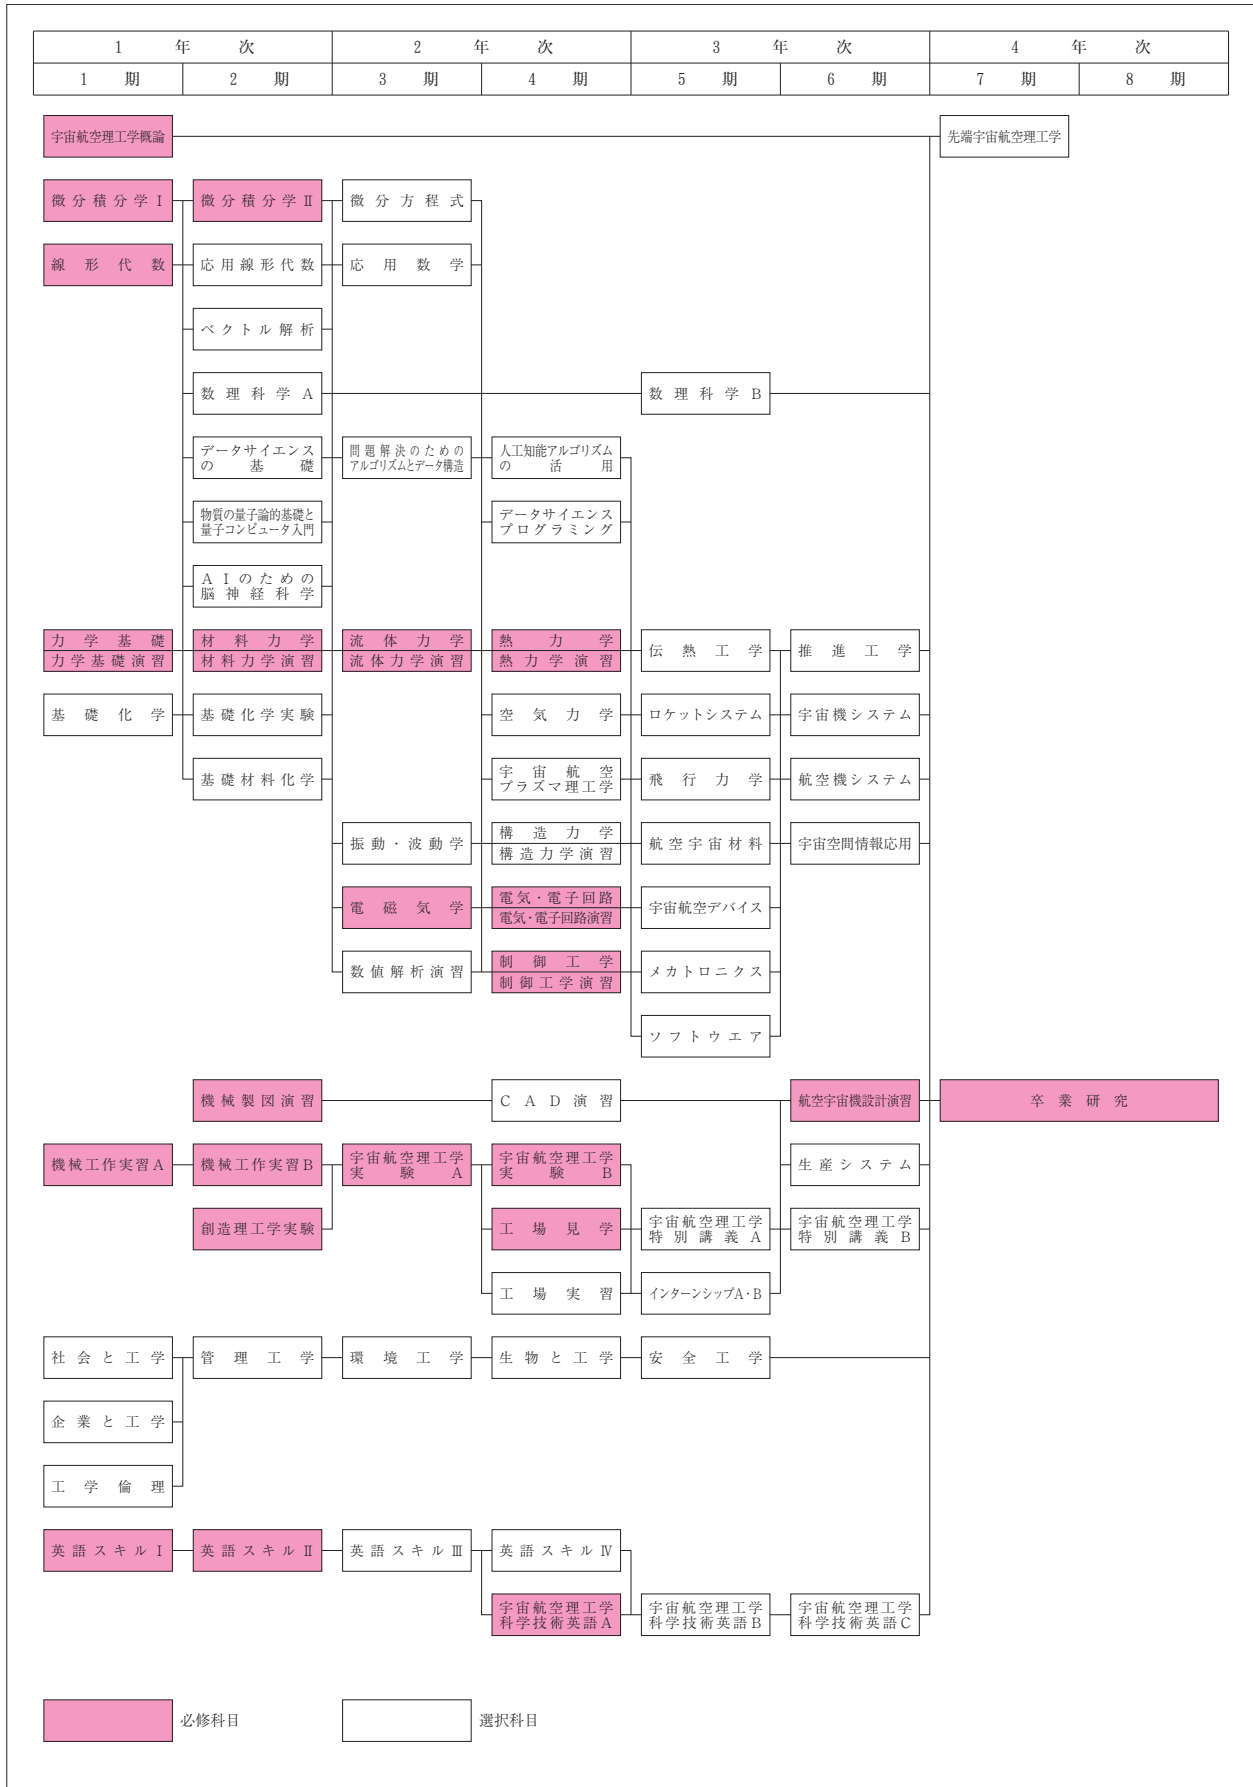 1年次 2年次 3年次 4年次
1期 2期 3期 4期 5期 6期 7期 8期
宇宙航空理工学概論 先端宇宙航空理工学
微分積分学Ⅰ 微分積分学Ⅱ 微分方程式
線形代数 応用線形代数 応用数学
ベクトル解析
数理科学A 数理科学B
データサイエンス
の基礎
問題解決のための
アルゴリズムとデータ構造
人工知能アルゴリズム
の活用
物質の量子論的基礎と
量子コンピュータ入門
データサイエンス
プログラミング
AIのための
脳神経科学
力学基礎 材料力学 流体力学 熱力学
力学基礎演習 材料力学演習 流体力学演習 熱力学演習
伝熱工学 推進工学
基礎化学 基礎化学実験 空気力学 ロケットシステム 宇宙機システム
基礎材料化学
宇宙航空
プラズマ理工学
飛行力学 航空機システム
振動・波動学
構造力学
構造力学演習
航空宇宙材料 宇宙空間情報応用
電磁気学
電気・電子回路
電気・電子回路演習
宇宙航空デバイス
数値解析演習
制御工学
制御工学演習
メカトロニクス
ソフトウエア
機械製図演習 CAD演習 航空宇宙機設計演習 卒業研究
機械工作実習A 機械工作実習B
宇宙航空理工学
実験A
宇宙航空理工学
実験B
生産システム
創造理工学実験 工場見学
宇宙航空理工学
特別講義A
宇宙航空理工学
特別講義B
工場実習 インターンシップA・B
社会と工学 管理工学 環境工学 生物と工学 安全工学
企業と工学
工学倫理
英語スキルⅠ 英語スキルⅡ 英語スキルⅢ 英語スキルⅣ
宇宙航空理工学
科学技術英語A
宇宙航空理工学
科学技術英語B
宇宙航空理工学
科学技術英語C
必修科目 選択科目